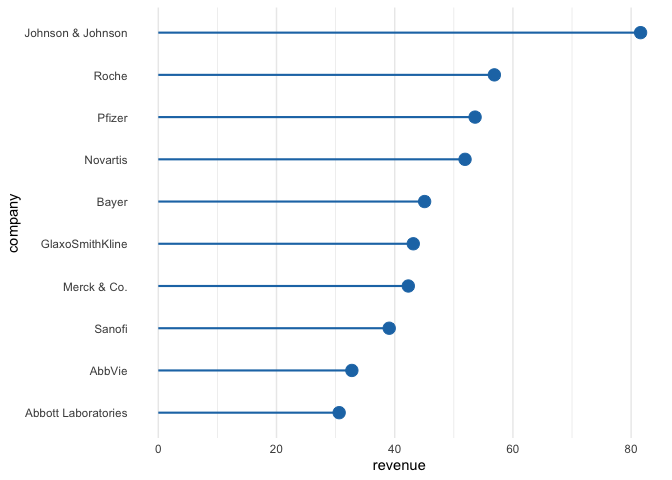 Johnson & Johnson
Roche
Pfizer
Novartis
Bayer
GlaxoSmithKline
Merck & Co.
Sanofi
AbbVie
Abbott Laboratories
company
0 20 40 60 80
revenue